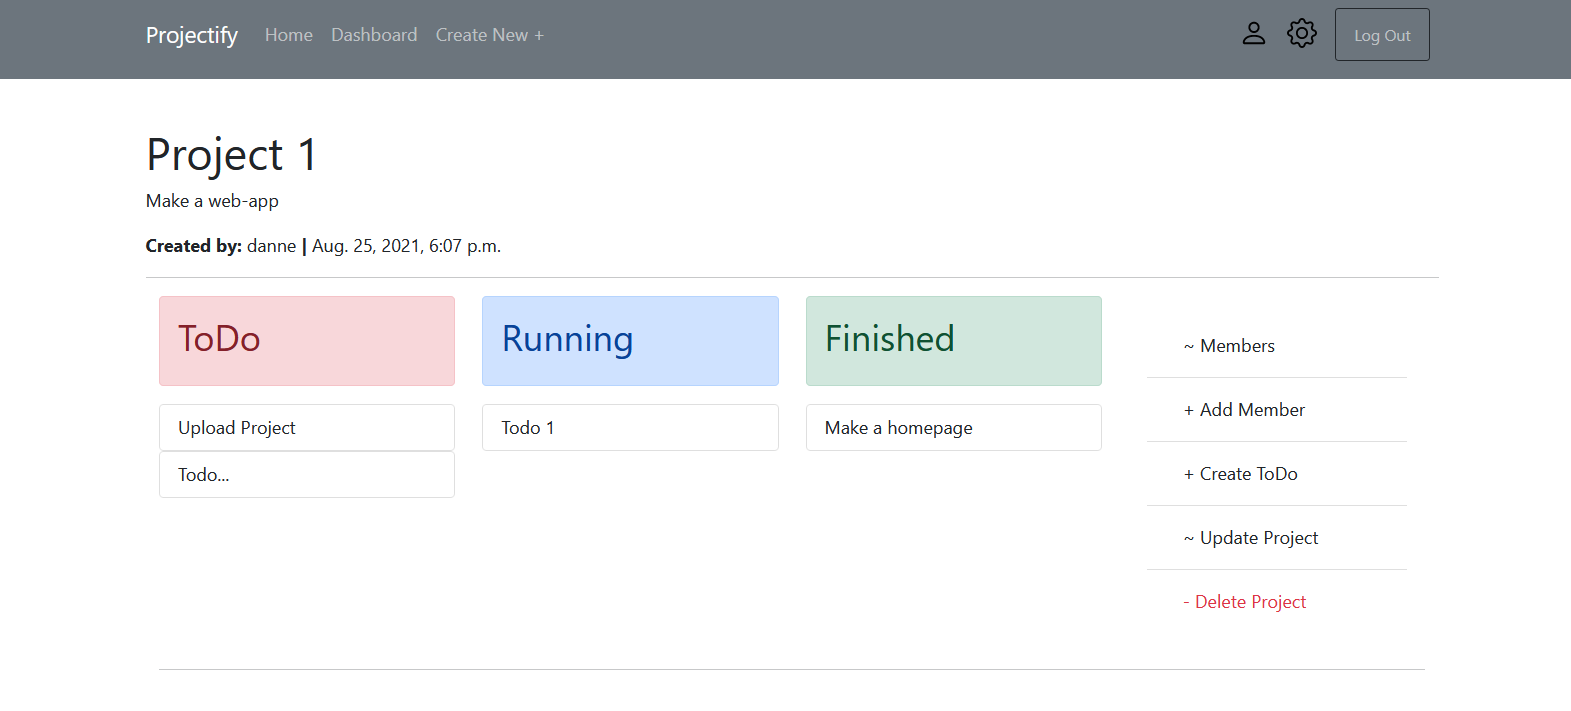 Projectify Home Dashboard Create New + Log Out
Project 1
Make a web-app
Created by: danne | Aug. 25, 2021, 6:07 p.m.
ToDo
Upload Project
Todo...
Running
Todo 1
Finished
Make a homepage
~ Members
+ Add Member
+ Create ToDo
~ Update Project
- Delete Project